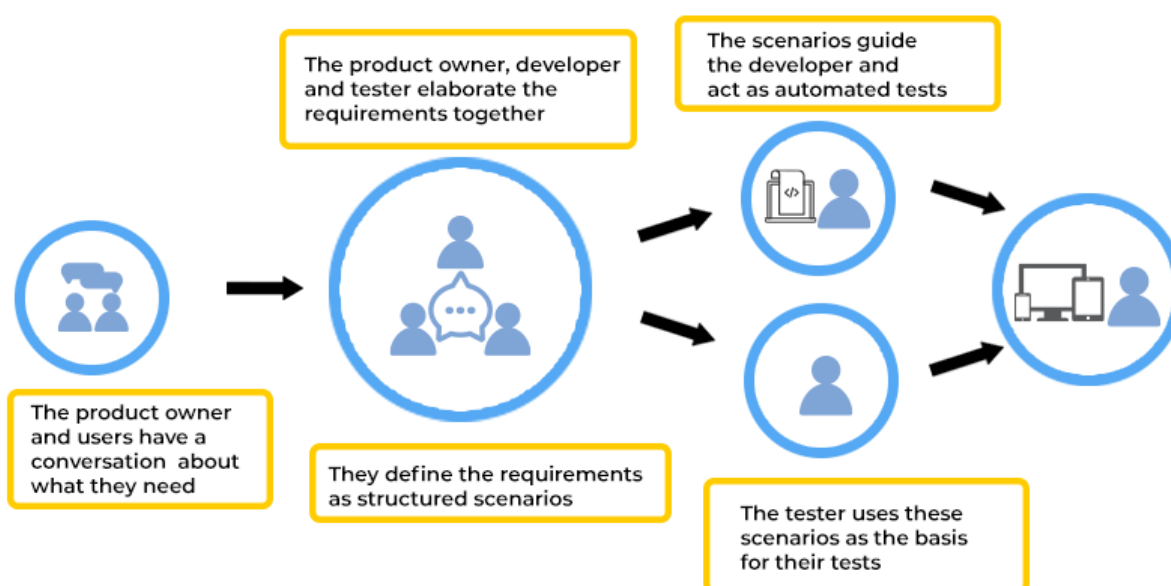 The product owner
and users have a
conversation about
what they need
The product owner, developer
and tester elaborate the
requirements together
They define the requirements
as structured scenarios
The scenarios guide
the developer and
act as automated tests
</>
The tester uses these
scenarios as the basis
for their tests